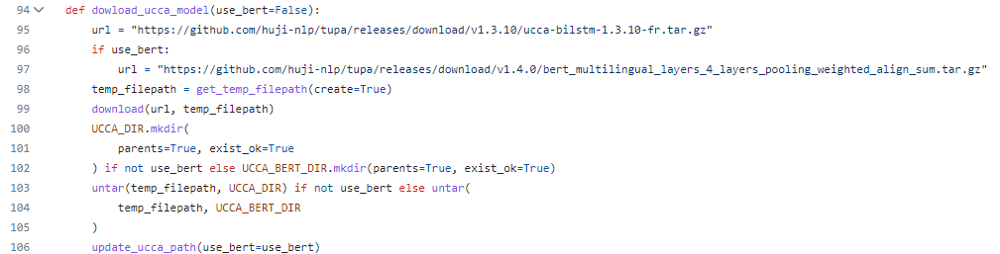 94 def dowload_ucca_model(use_bert=False):
95 url = "https://github.com/huji-nlp/tupa/releases/download/v1.3.10/ucca-bilstm-1.3.10-fr.tar.gz"
96 if use_bert:
97 url = "https://github.com/huji-nlp/tupa/releases/download/v1.4.0/bert_multilingual_layers_4_layers_pooling_weighted_align_sum.tar.gz"
98 temp_filepath = get_temp_filepath(create=True)
99 download(url, temp_filepath)
100 UCCA_DIR.mkdir(
101 parents=True, exist_ok=True
102 ) if not use_bert else UCCA_BERT_DIR.mkdir(parents=True, exist_ok=True)
103 untar(temp_filepath, UCCA_DIR) if not use_bert else untar(
104 temp_filepath, UCCA_BERT_DIR
105 )
106 update_ucca_path(use_bert=use_bert)